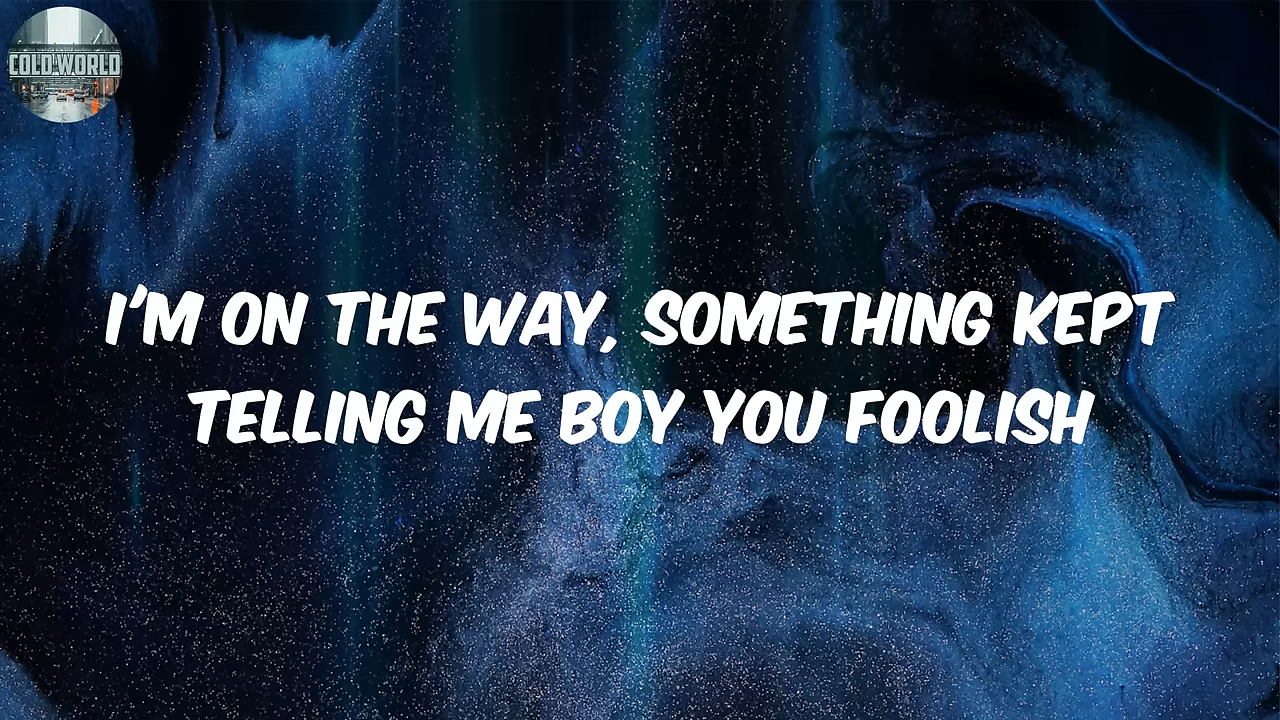 COLD WORLD
I'M ON THE WAY, SOMETHING KEPT
TELLING ME BOY YOU FOOLISH